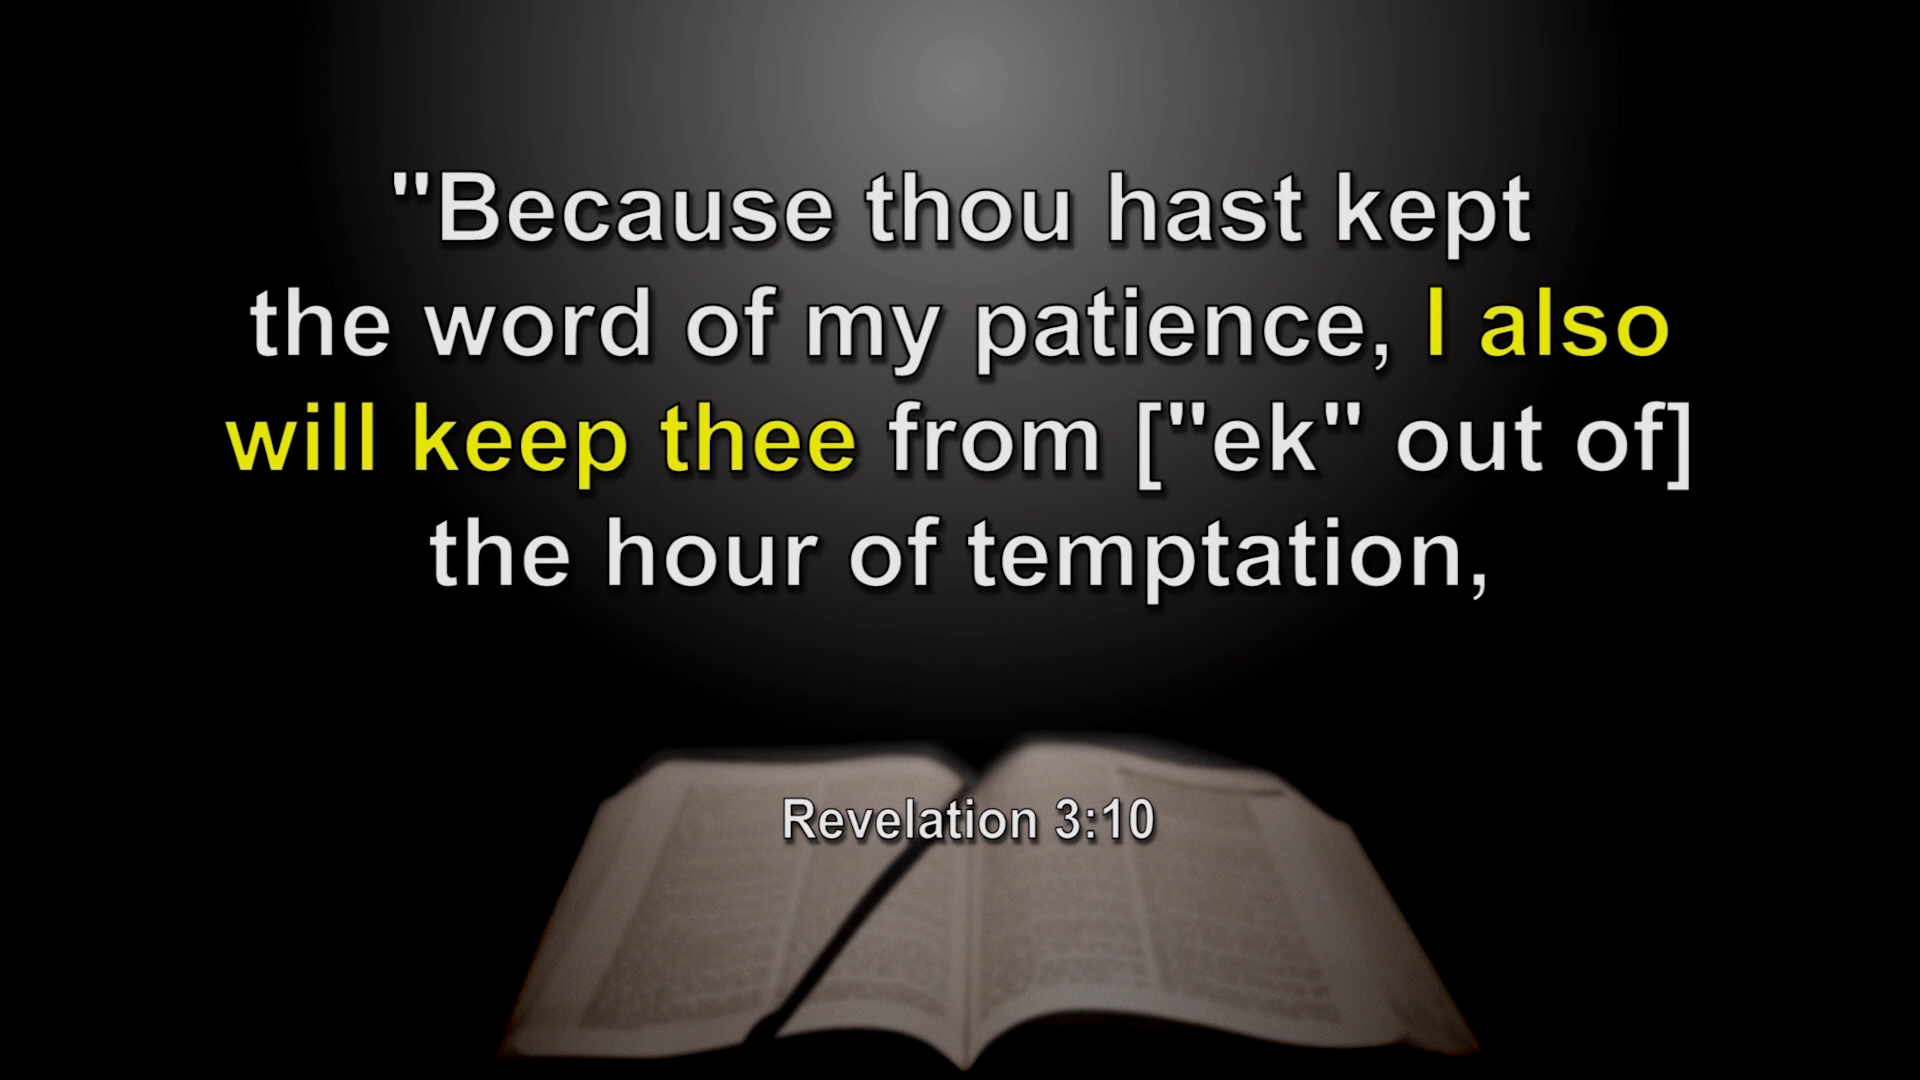 "Because thou hast kept
the word of my patience, I also
will keep thee from ["ek" out of]
the hour of temptation,
Revelation 3:10